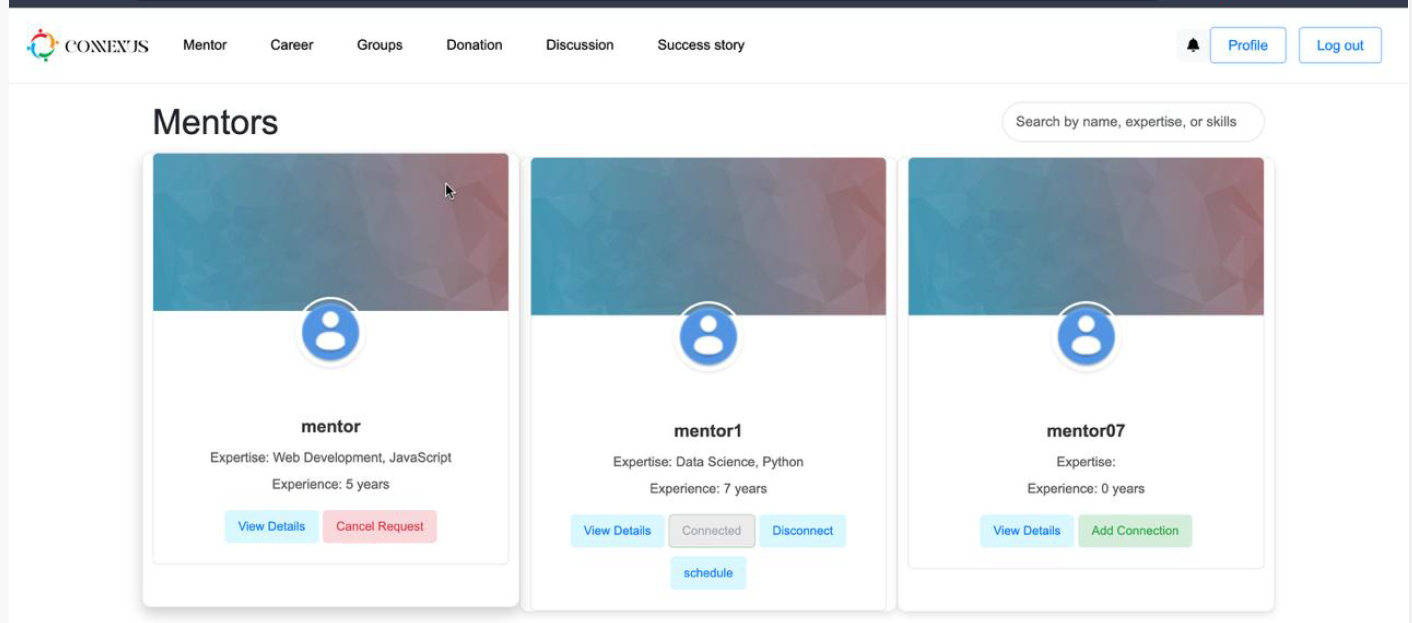 CONNEXUS Mentor Career Groups Donation Discussion Success story Profile Log out
Mentors
Search by name, expertise, or skills
mentor
Expertise: Web Development, JavaScript
Experience: 5 years
View Details Cancel Request
mentor1
Expertise: Data Science, Python
Experience: 7 years
View Details Connected Disconnect
schedule
mentor07
Expertise:
Experience: 0 years
View Details Add Connection